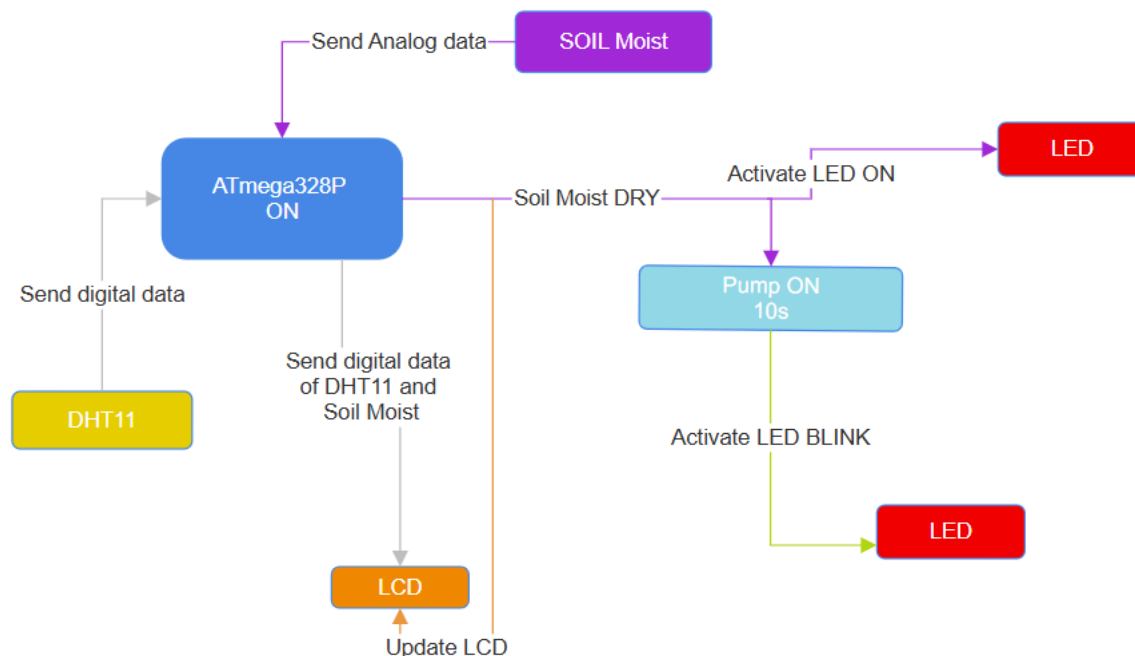 Send Analog data
SOIL Moist
ATmega328P
ON
LED
Activate LED ON
Soil Moist DRY
Send digital data
Pump ON
10s
Send digital data
of DHT11 and
Soil Moist
DHT11
Activate LED BLINK
LED
LCD
Update LCD